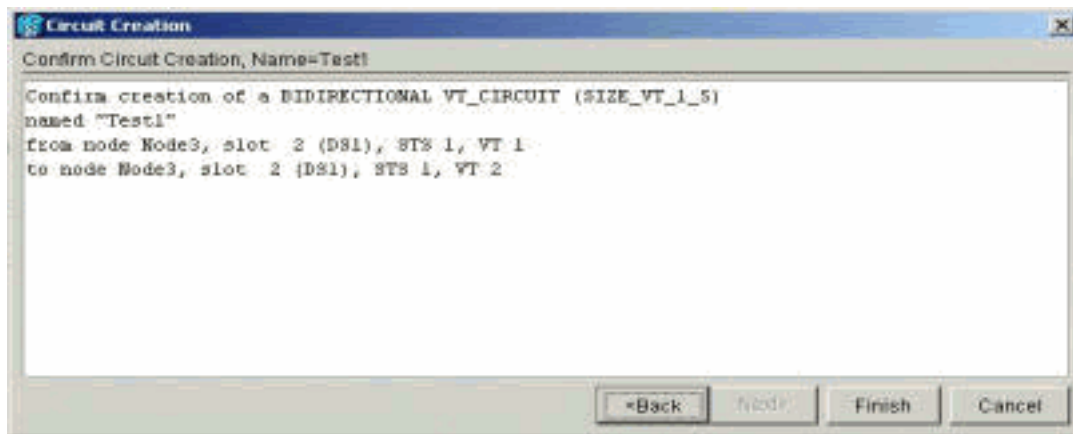 Circuit Creation
Confirm Circuit Creation, Name=Test1
Confirm creation of a BIDIRECTIONAL VT_CIRCUIT (SIZE_VT_1_5)
named "Test1"
from node Node3, slot  2 (DS1), STS 1, VT 1
to node Node3, slot  2 (DS1), STS 1, VT 2
<Back
Finish
Cancel